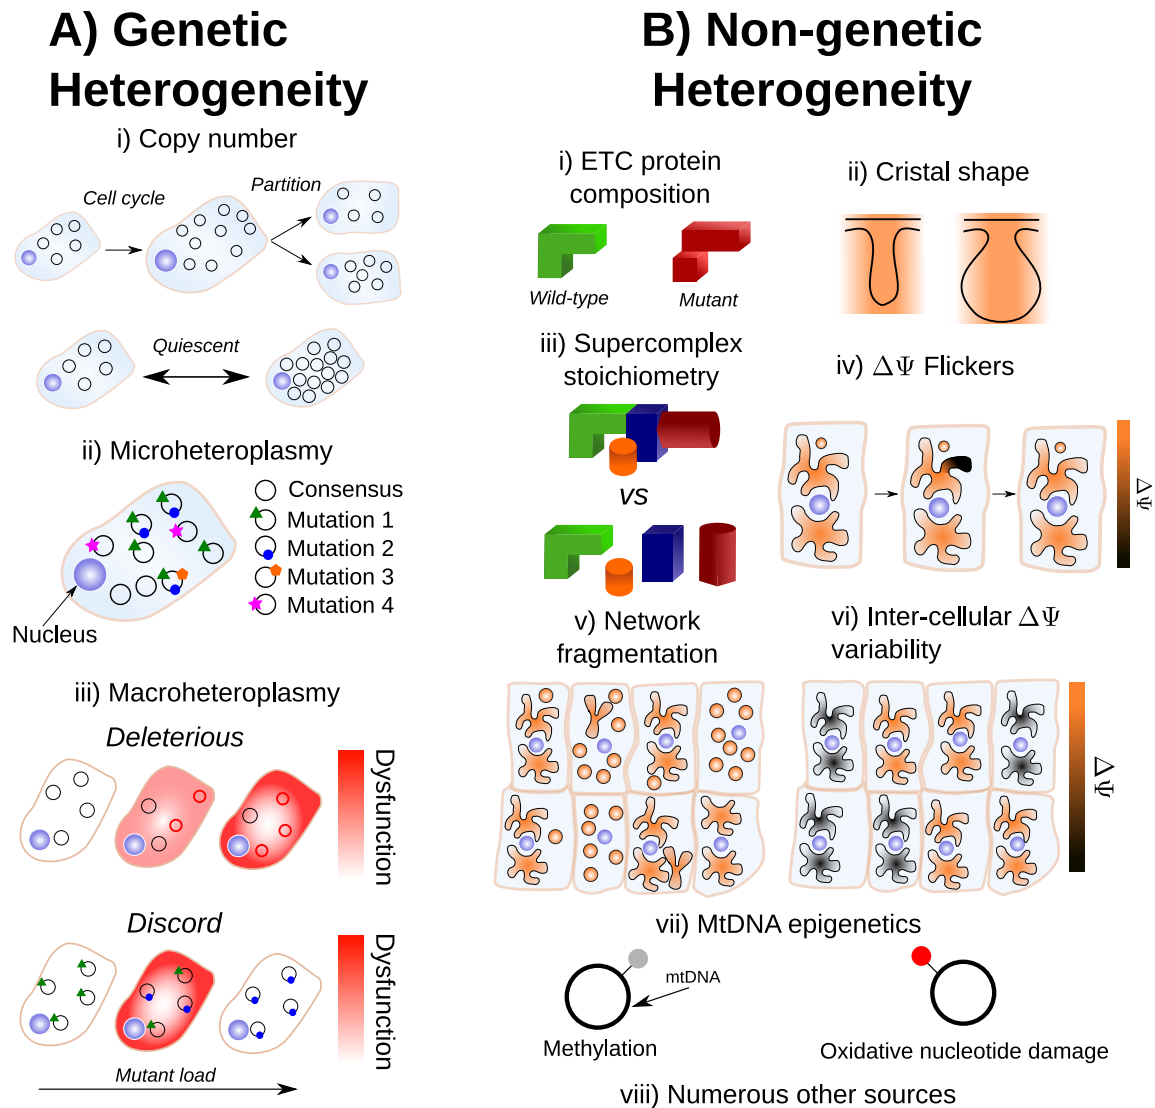 A) Genetic
Heterogeneity
i) Copy number
Cell cycle
Partition
Quiescent
ii) Microheteroplasmy
Consensus
Mutation 1
Mutation 2
Mutation 3
Mutation 4
Nucleus
iii) Macroheteroplasmy
Deleterious
Dysfunction
Discord
Dysfunction
Mutant load
B) Non-genetic
Heterogeneity
i) ETC protein
composition
Wild-type
Mutant
ii) Cristal shape
iii) Supercomplex
stoichiometry
vs
iv) ΔΨ Flickers
ΔΨ
v) Network
fragmentation
vi) Inter-cellular ΔΨ
variability
ΔΨ
vii) MtDNA epigenetics
mtDNA
Methylation
Oxidative nucleotide damage
viii) Numerous other sources